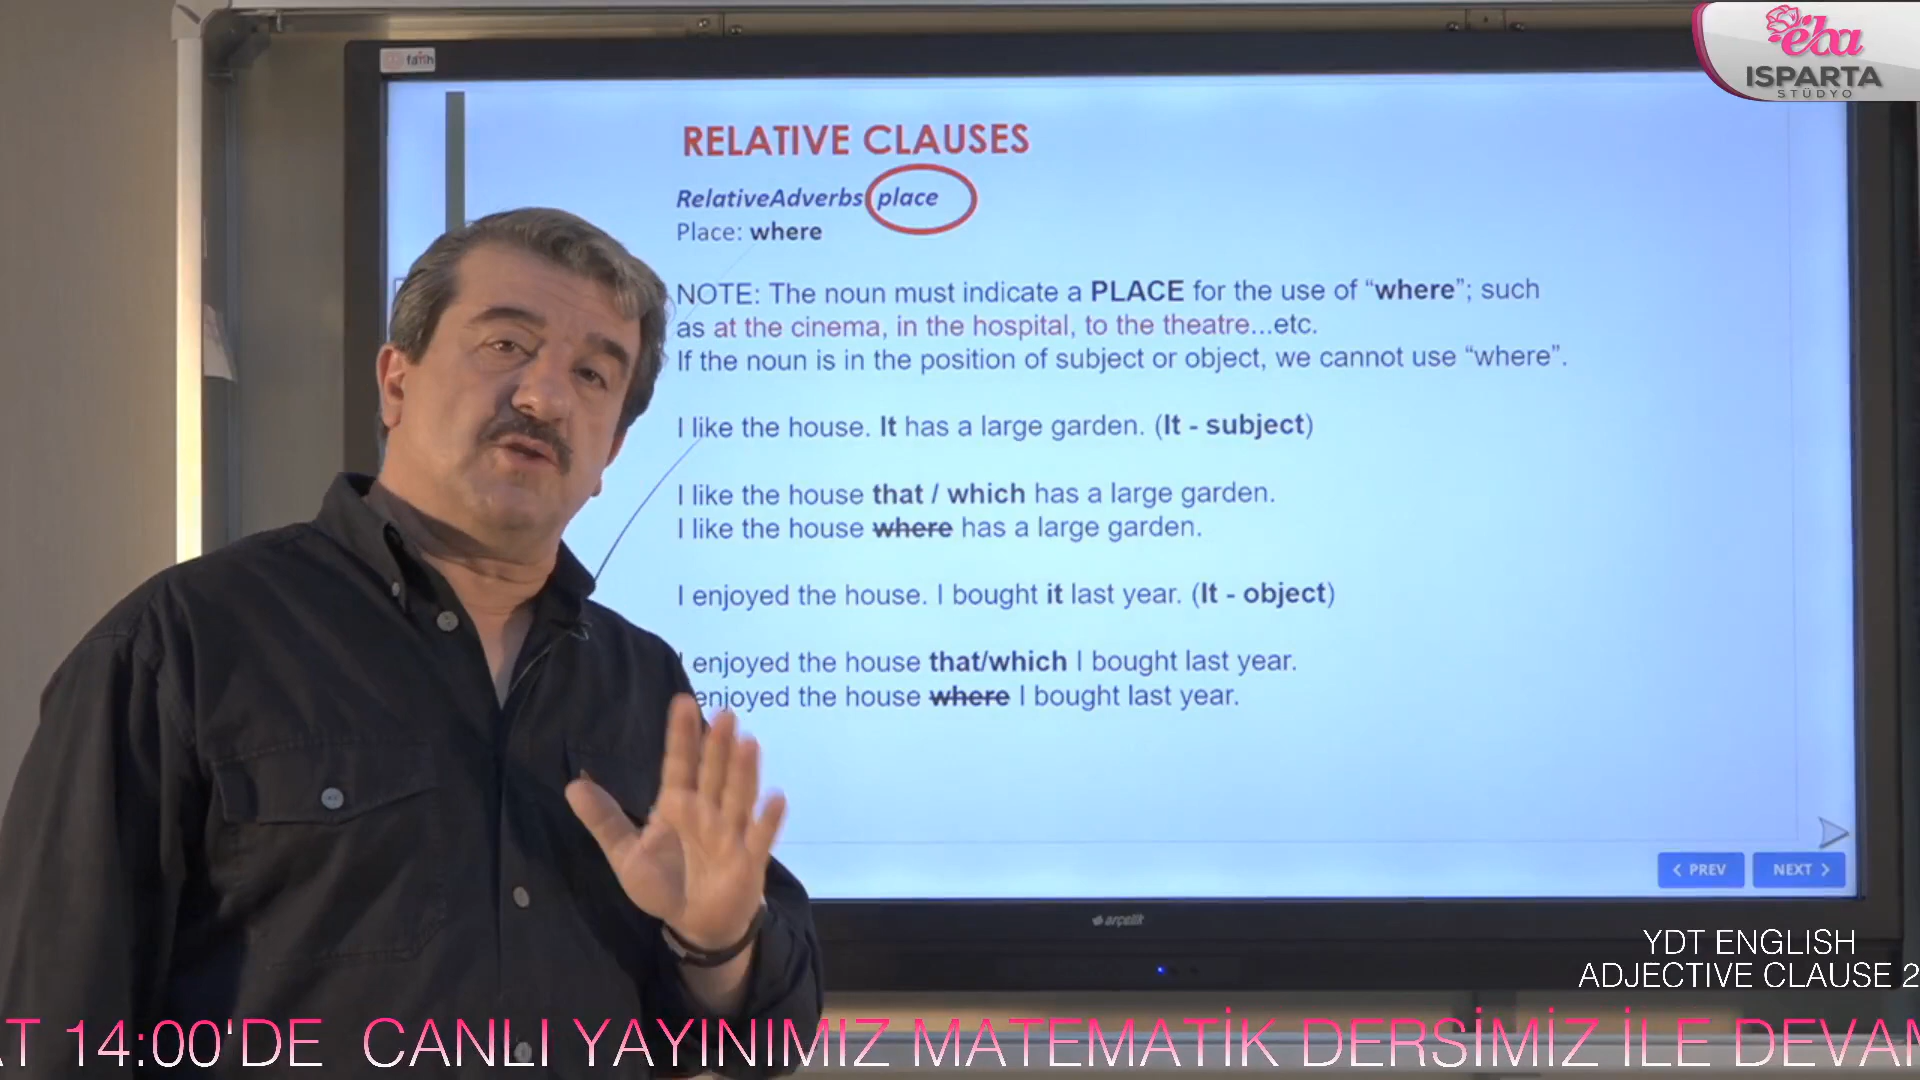 fatih
eba
ISPARTA
STÜDYO
RELATIVE CLAUSES
RelativeAdverbs place
Place: where
NOTE: The noun must indicate a PLACE for the use of “where”; such
as at the cinema, in the hospital, to the theatre...etc.
If the noun is in the position of subject or object, we cannot use “where”.
I like the house. It has a large garden. (It - subject)
I like the house that / which has a large garden.
I like the house where has a large garden.
I enjoyed the house. I bought it last year. (It - object)
I enjoyed the house that/which I bought last year.
enjoyed the house where I bought last year.
PREV
NEXT
arçelik
YDT ENGLISH
ADJECTIVE CLAUSE 2
AT 14:00'DE CANLI YAYINIMIZ MATEMATİK DERSİMİZ İLE DEVAM